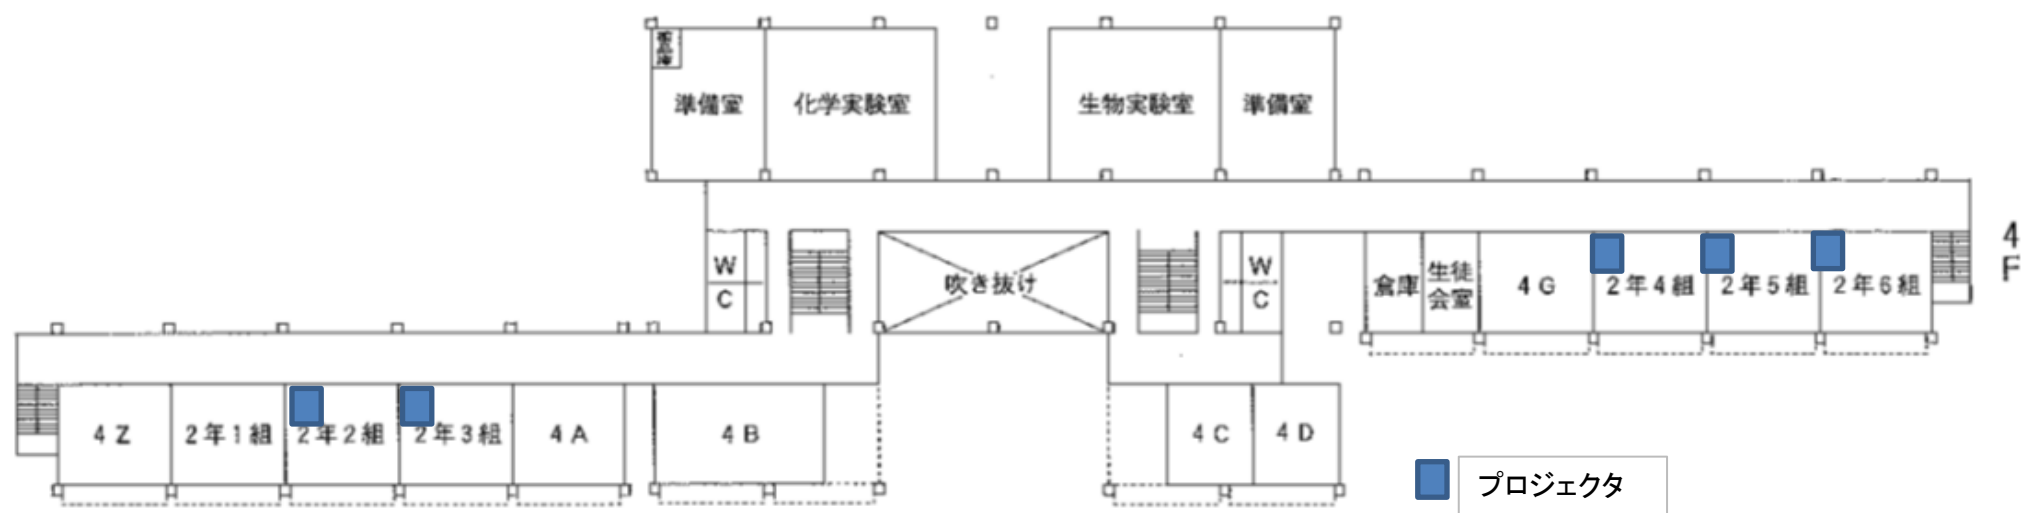 準備室
化学実験室
生物実験室
準備室
4F
W
C
吹き抜け
W
C
倉庫
生徒
会室
4G
2年4組
2年5組
2年6組
4Z
2年1組
2年2組
2年3組
4A
4B
4C
4D
プロジェクタ